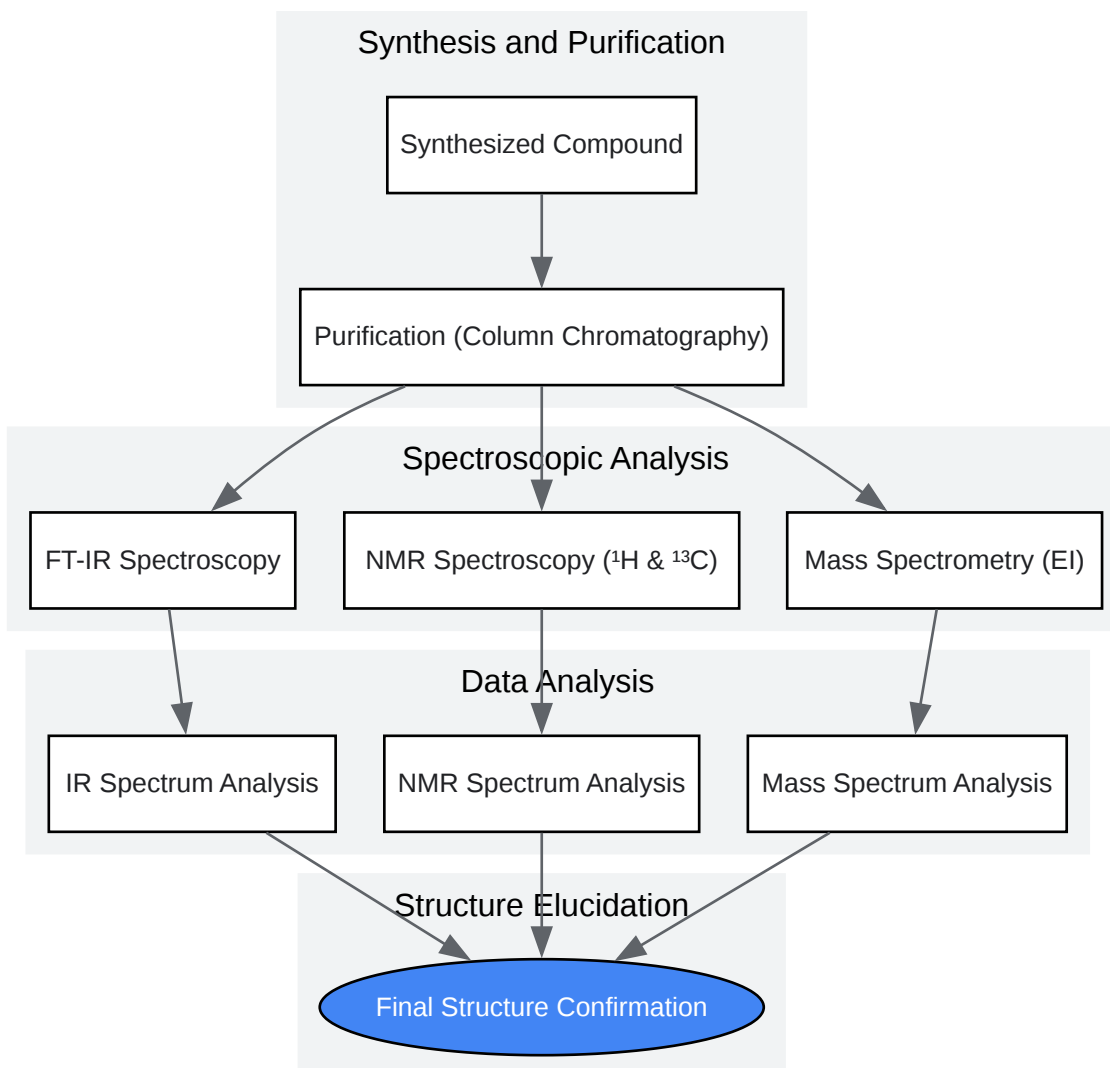 Synthesis and Purification
Synthesized Compound
Purification (Column Chromatography)
Spectroscopic Analysis
FT-IR Spectroscopy
NMR Spectroscopy (¹H & ¹³C)
Mass Spectrometry (EI)
Data Analysis
IR Spectrum Analysis
NMR Spectrum Analysis
Mass Spectrum Analysis
Structure Elucidation
Final Structure Confirmation